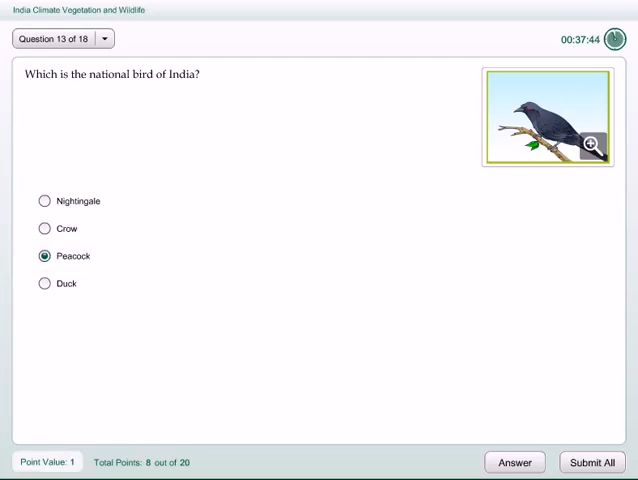 India Climate Vegetation and Wildlife
Question 13 of 18
00:37:44
Which is the national bird of India?
Nightingale
Crow
Peacock
Duck
Point Value: 1
Total Points: 8 out of 20
Answer
Submit All